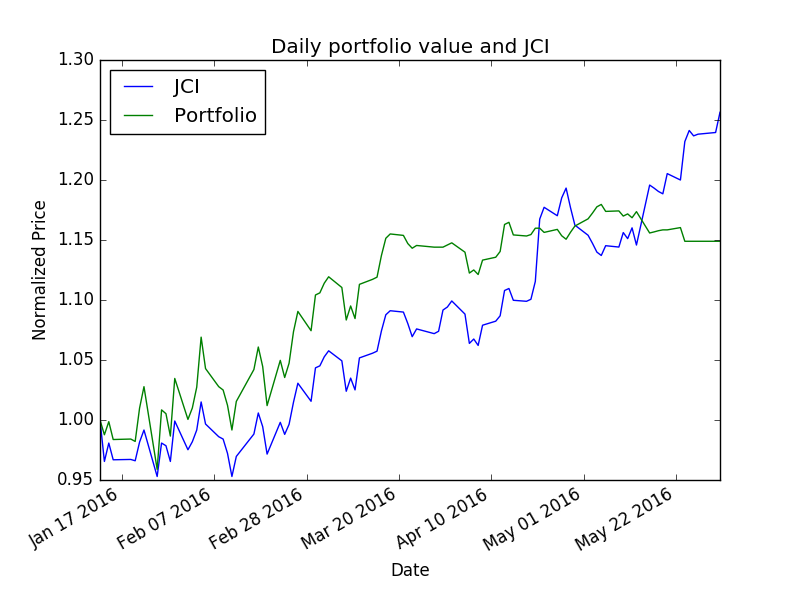 Daily portfolio value and JCI
JCI
Portfolio
1.30
1.25
1.20
1.15
1.10
1.05
1.00
0.95
Normalized Price
Jan 17 2016
Feb 07 2016
Feb 28 2016
Mar 20 2016
Apr 10 2016
May 01 2016
May 22 2016
Date